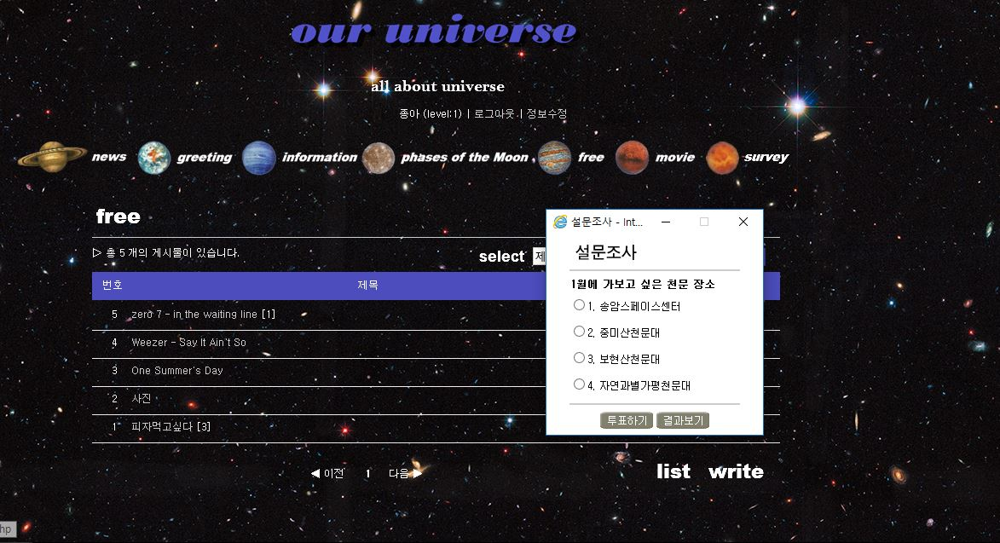 our universe
all about universe
종아 (level:1) | 로그아웃 | 정보수정
news greeting information phases of the Moon free movie survey
free
▷ 총 5 개의 게시물이 있습니다.
select 제
번호 제목
5 zero 7 - in the waiting line [1]
4 Weezer - Say It Ain't So
3 One Summer's Day
2 사진
1 피자먹고싶다 [3]
◀ 이전 1 다음 ▶
list write
설문조사 - Int...
설문조사
1월에 가보고 싶은 천문 장소
1. 송암스페이스센터
2. 중미산천문대
3. 보현산천문대
4. 자연과별가평천문대
투표하기 결과보기
hp